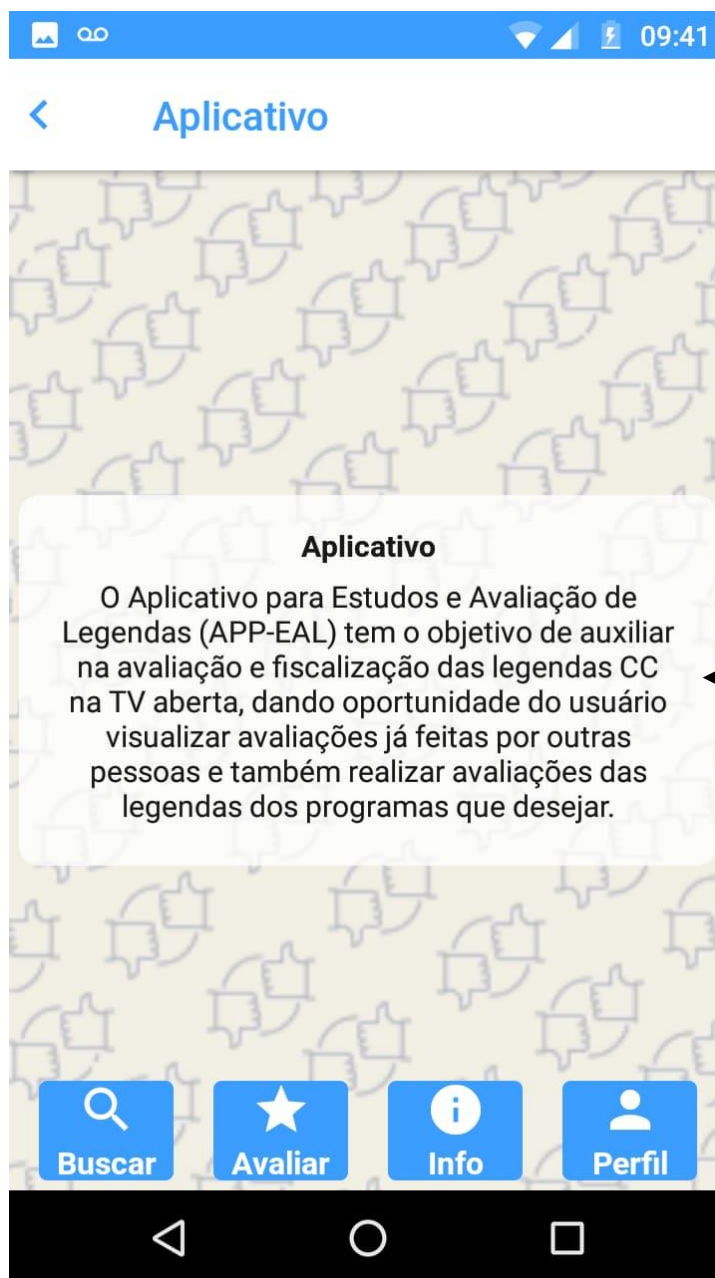 09:41
Aplicativo
Aplicativo
O Aplicativo para Estudos e Avaliação de
Legendas (APP-EAL) tem o objetivo de auxiliar
na avaliação e fiscalização das legendas CC
na TV aberta, dando oportunidade do usuário
visualizar avaliações já feitas por outras
pessoas e também realizar avaliações das
legendas dos programas que desejar.
Buscar Avaliar Info Perfil